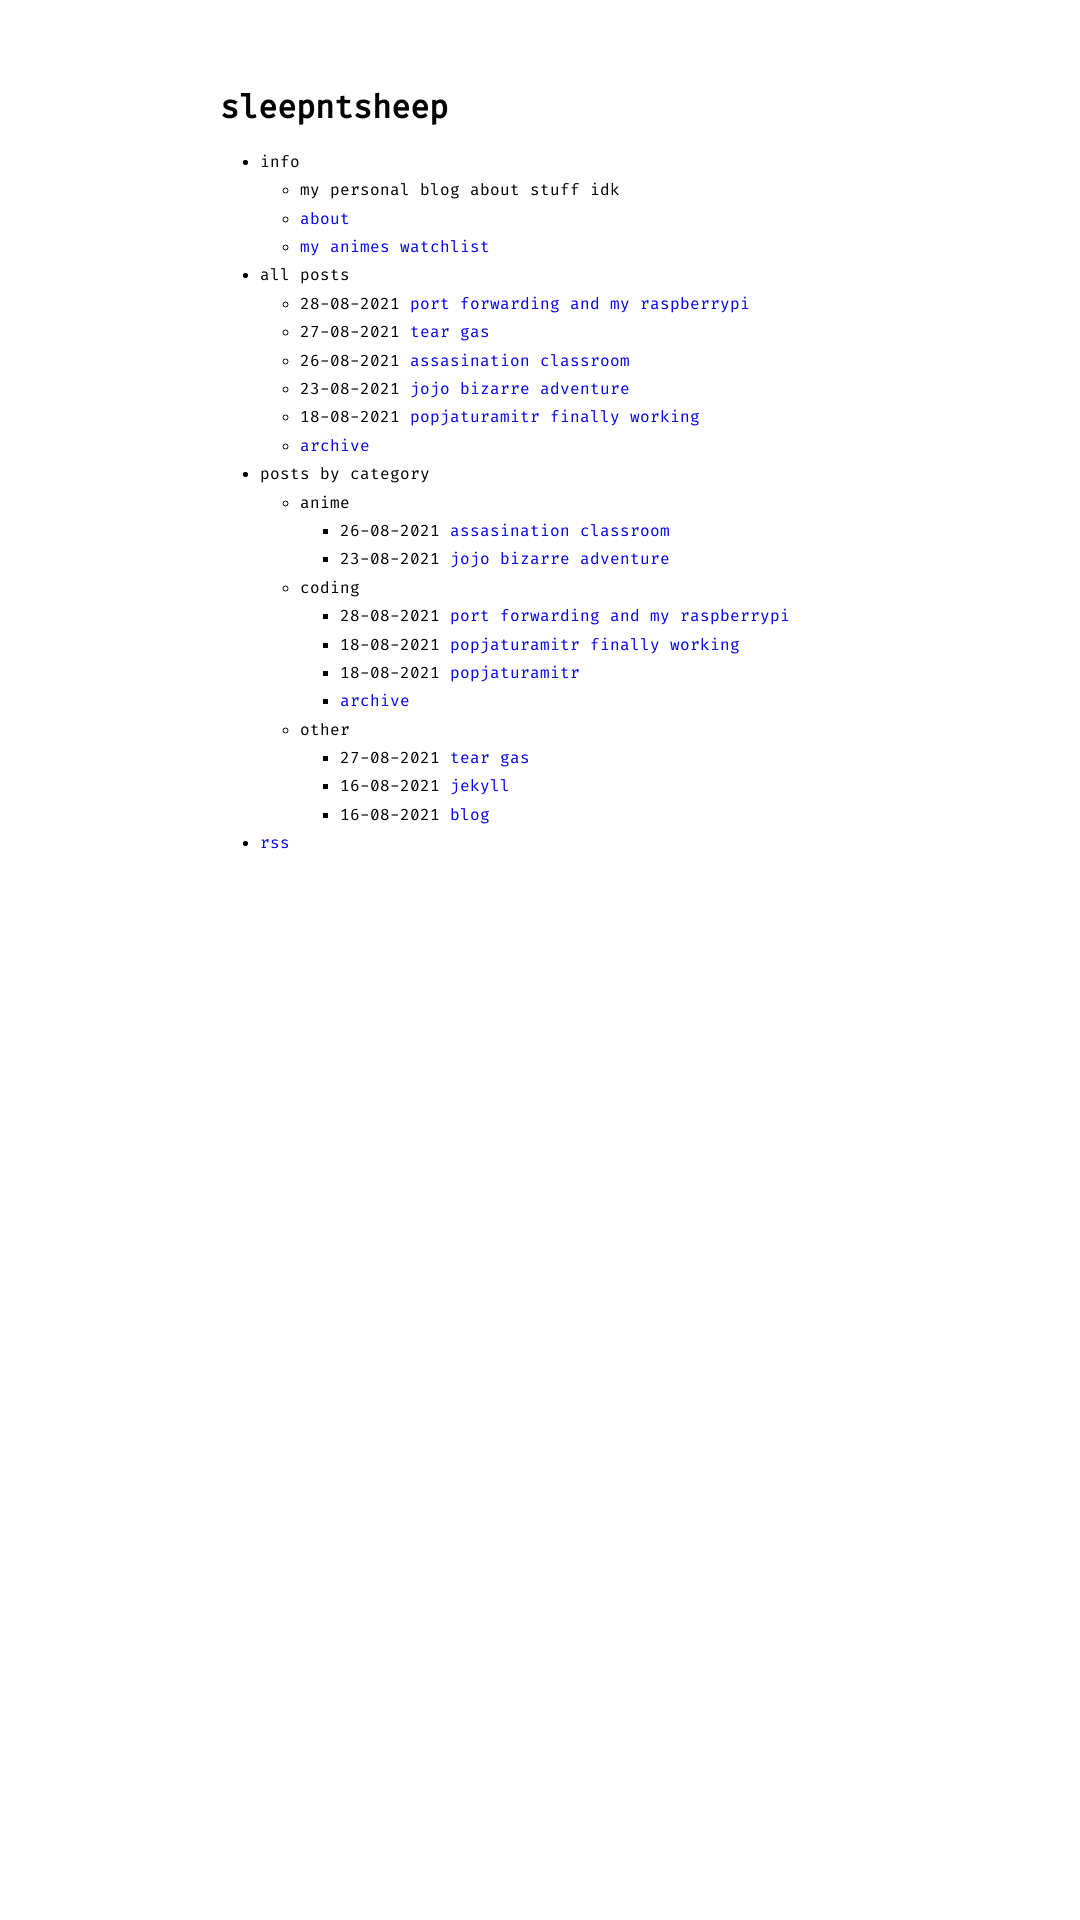 sleepntsheep
info
my personal blog about stuff idk
about
my animes watchlist
all posts
28-08-2021 port forwarding and my raspberrypi
27-08-2021 tear gas
26-08-2021 assasination classroom
23-08-2021 jojo bizarre adventure
18-08-2021 popjaturamitr finally working
archive
posts by category
anime
26-08-2021 assasination classroom
23-08-2021 jojo bizarre adventure
coding
28-08-2021 port forwarding and my raspberrypi
18-08-2021 popjaturamitr finally working
18-08-2021 popjaturamitr
archive
other
27-08-2021 tear gas
16-08-2021 jekyll
16-08-2021 blog
rss